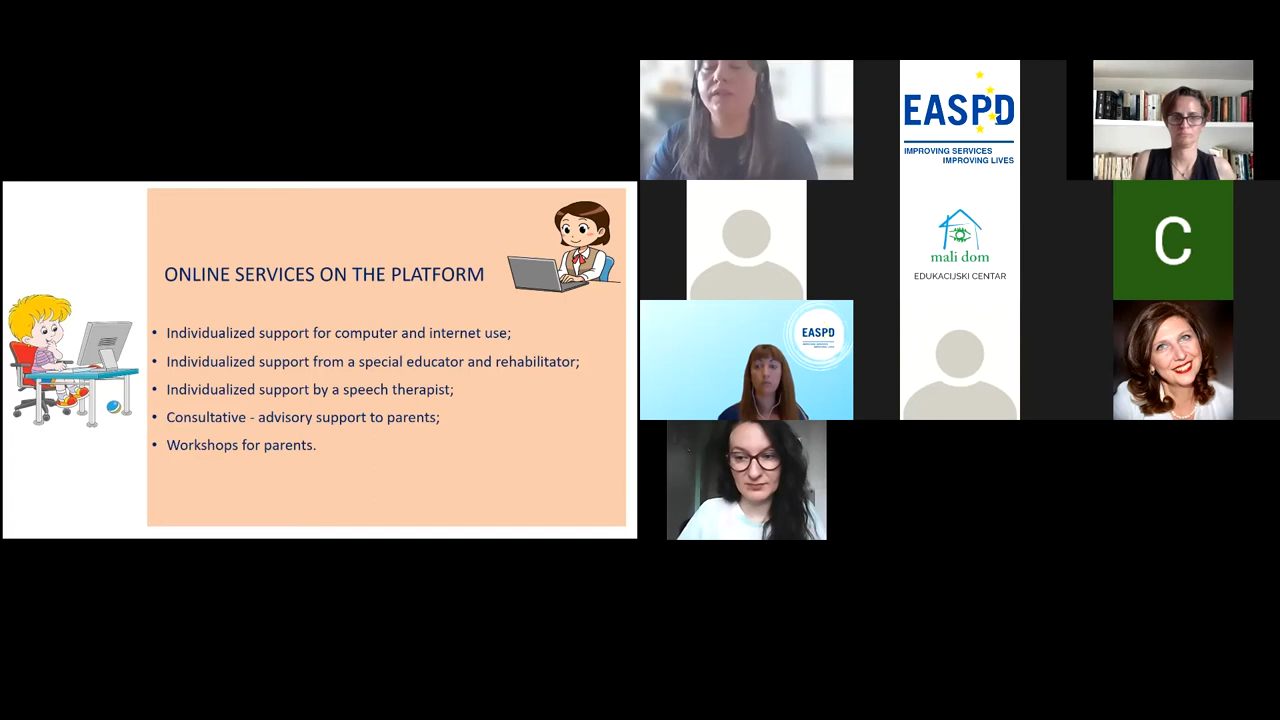 ONLINE SERVICES ON THE PLATFORM
• Individualized support for computer and internet use;
• Individualized support from a special educator and rehabilitator;
• Individualized support by a speech therapist;
• Consultative - advisory support to parents;
• Workshops for parents.
EASPD
IMPROVING SERVICES
IMPROVING LIVES
mali dom
EDUKACIJSKI CENTAR
C
EASPD